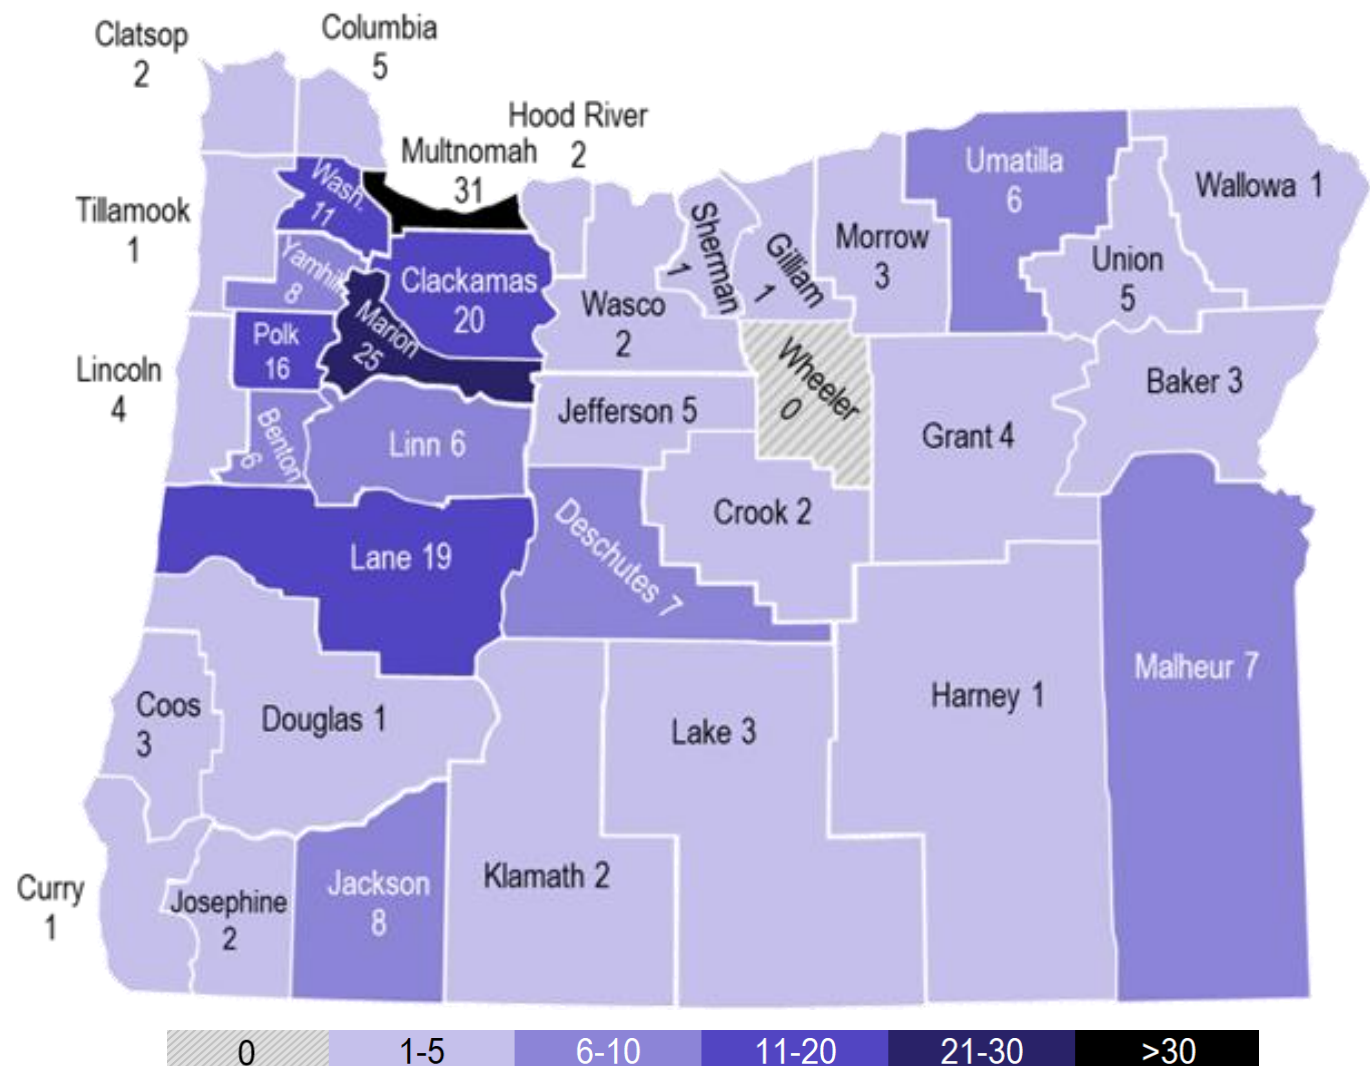 Clatsop
2
Columbia
5
Hood River
2
Multnomah
31
Wash.
11
Tillamook
1
Yamhill
8
Clackamas
20
Marion
25
Polk
16
Lincoln
4
Benton
6
Linn 6
Wasco
2
Sherman
1
Gilliam
1
Morrow
3
Umatilla
6
Union
5
Wallowa 1
Wheeler
0
Jefferson 5
Grant 4
Baker 3
Crook 2
Deschutes 7
Lane 19
Malheur 7
Harney 1
Lake 3
Coos
3
Douglas 1
Klamath 2
Jackson
8
Josephine
2
Curry
1
0 1-5 6-10 11-20 21-30 >30